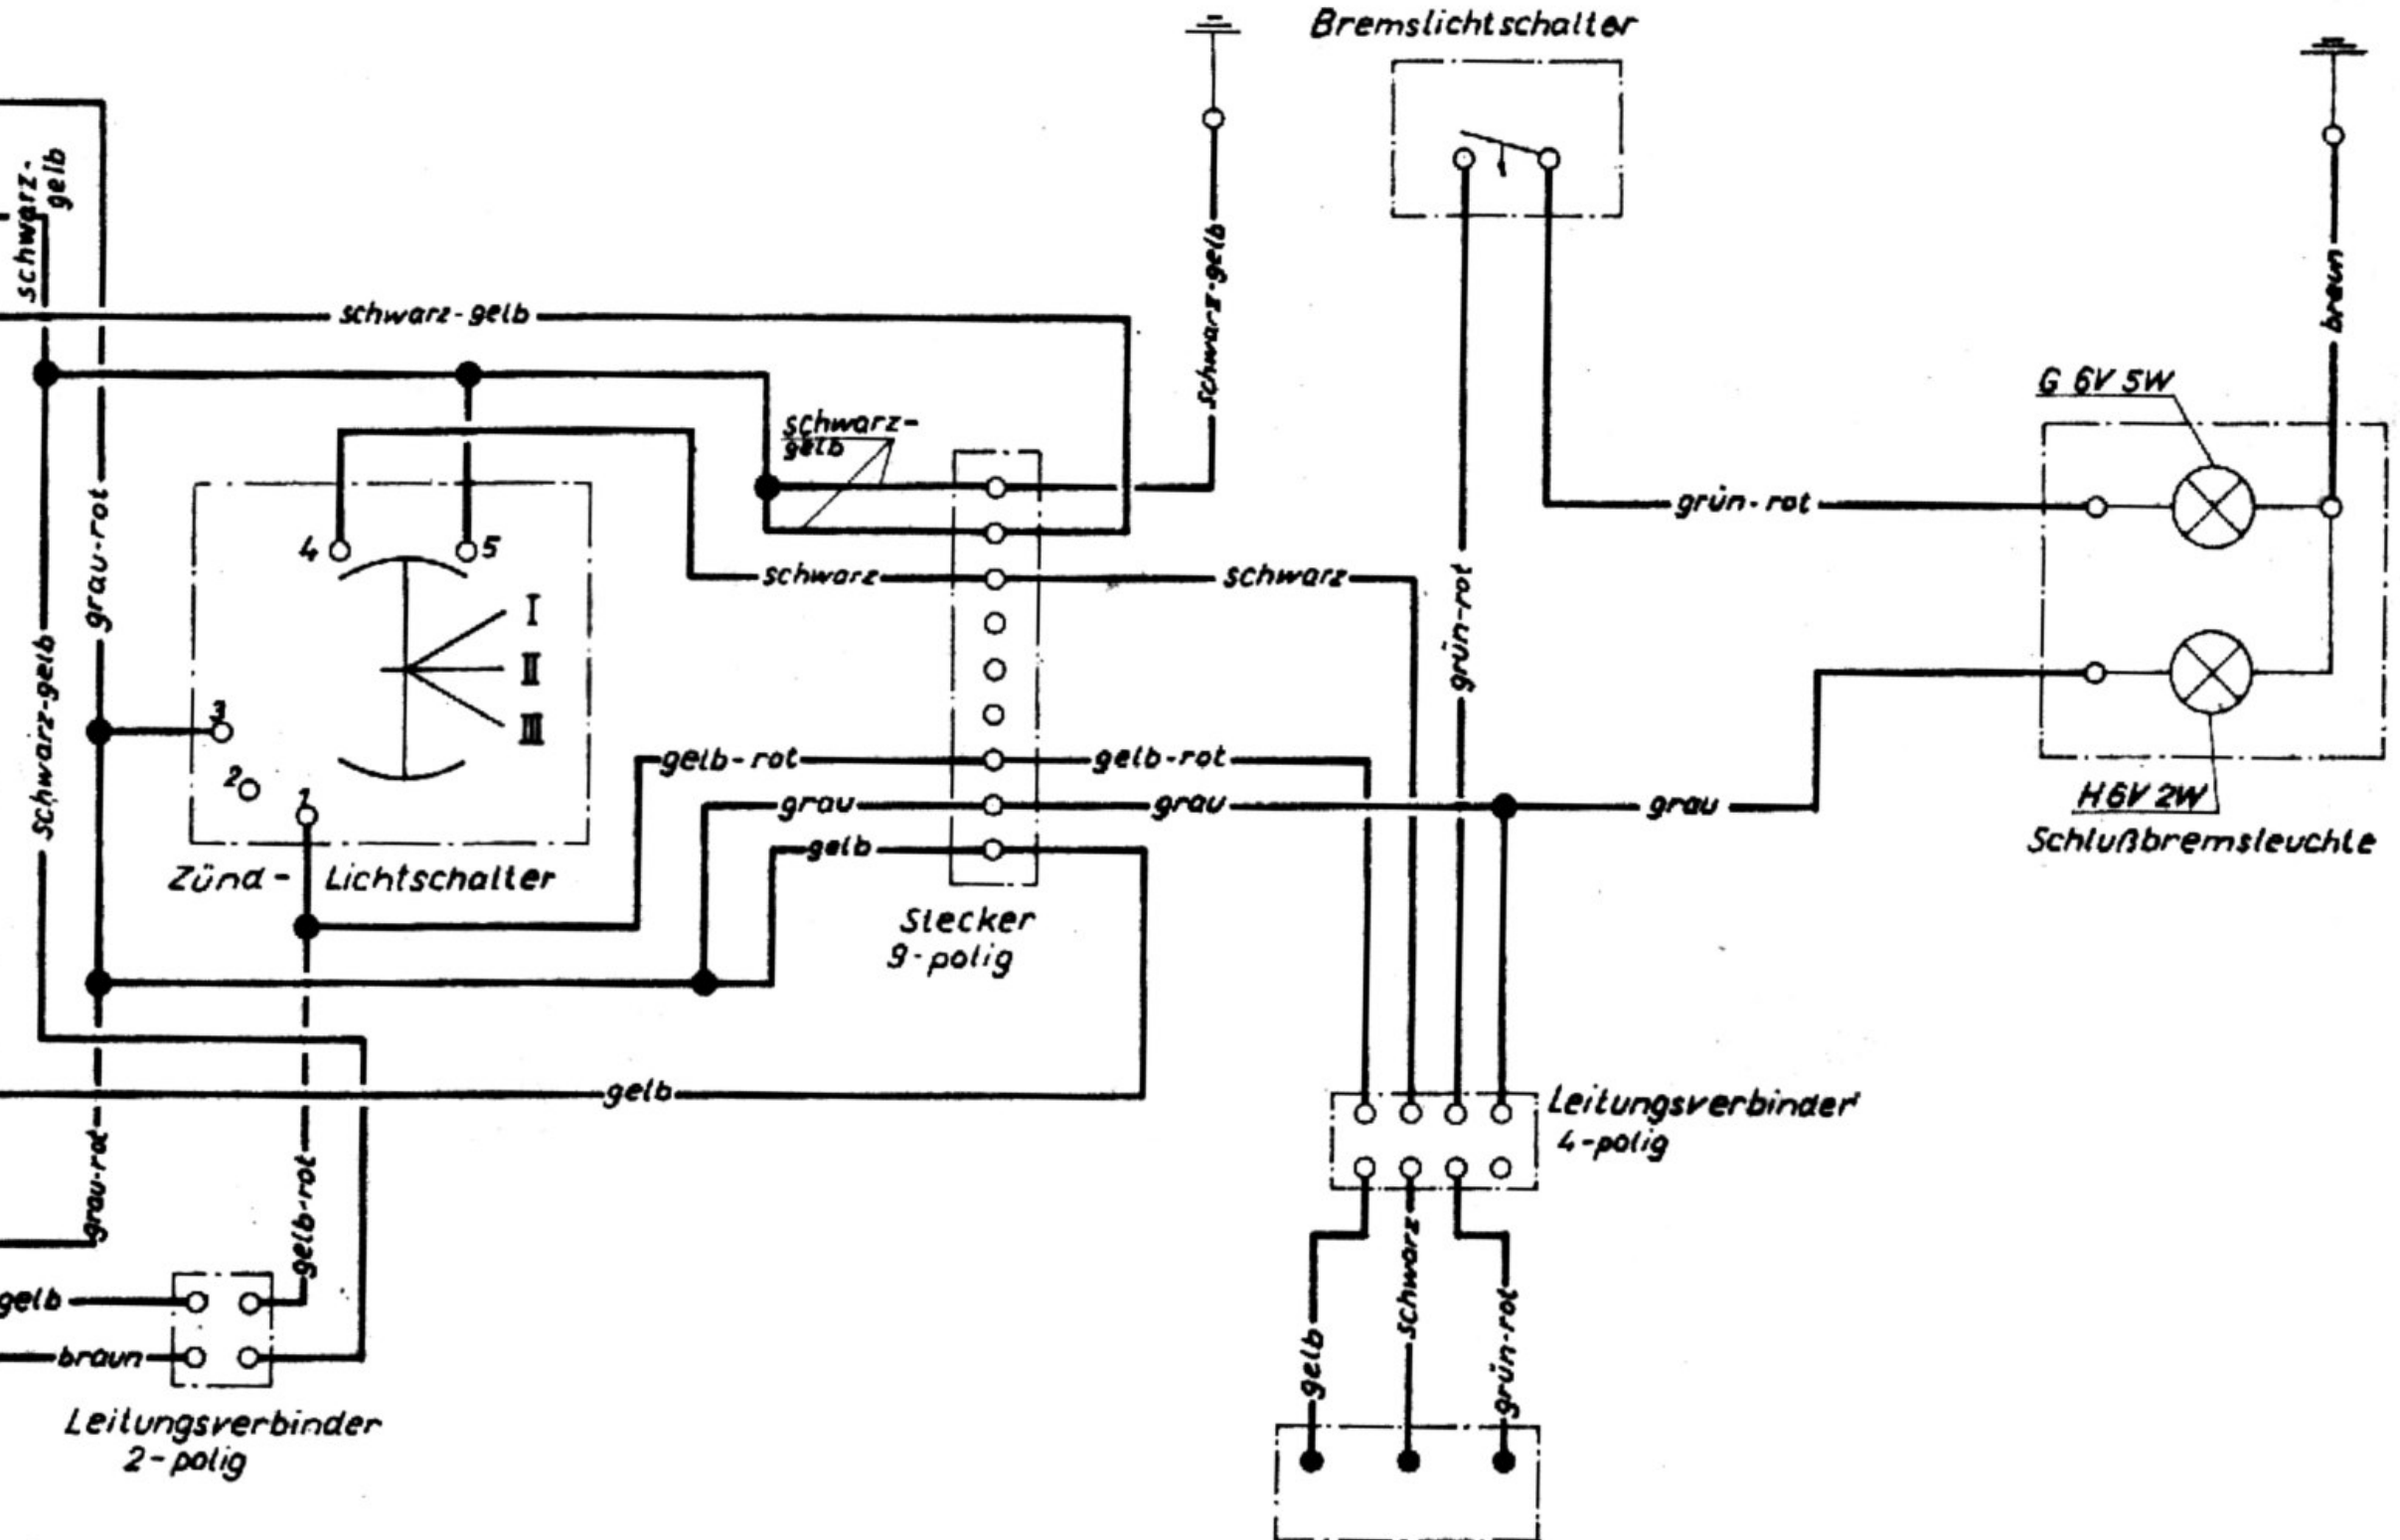 Bremslichtschalter
schwarz-
gelb
schwarz-gelb
schwarz-gelb
braun
G 6V 5W
schwarz-
gelb
grau-rot
grün-rot
4
5
schwarz
schwarz
I
II
III
grün-rot
schwarz-gelb
3
2
1
gelb-rot
gelb-rot
grau
grau
grau
H 6V 2W
gelb
Schlußbremsleuchte
Zünd- Lichtschalter
Stecker
9-polig
gelb
Leitungsverbinder
4-polig
grau-rot
gelb-rot
schwarz
gelb
grün-rot
gelb
braun
Leitungsverbinder
2-polig